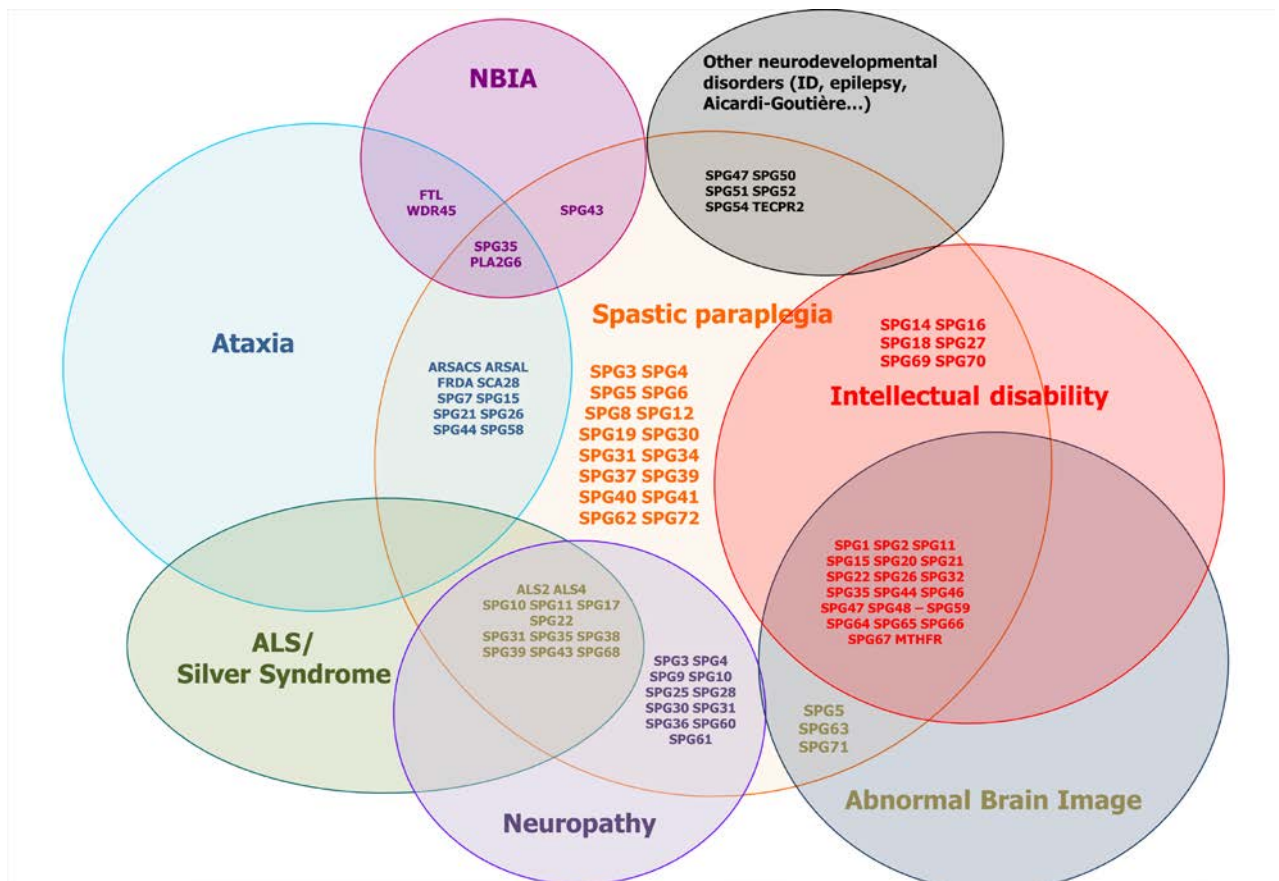 NBIA
Other neurodevelopmental
disorders (ID, epilepsy,
Aicardi-Goutière...)
FTL
WDR45
SPG43
SPG35
PLA2G6
SPG47 SPG50
SPG51 SPG52
SPG54 TECPR2
Ataxia
ARSACS ARSAL
FRDA SCA28
SPG7 SPG15
SPG21 SPG26
SPG44 SPG58
Spastic paraplegia
SPG3 SPG4
SPG5 SPG6
SPG8 SPG12
SPG19 SPG30
SPG31 SPG34
SPG37 SPG39
SPG40 SPG41
SPG62 SPG72
SPG14 SPG16
SPG18 SPG27
SPG69 SPG70
Intellectual disability
SPG1 SPG2 SPG11
SPG15 SPG20 SPG21
SPG22 SPG26 SPG32
SPG35 SPG44 SPG46
SPG47 SPG48 – SPG59
SPG64 SPG65 SPG66
SPG67 MTHFR
ALS/
Silver Syndrome
ALS2 ALS4
SPG10 SPG11 SPG17
SPG22
SPG31 SPG35 SPG38
SPG39 SPG43 SPG68
SPG3 SPG4
SPG9 SPG10
SPG25 SPG28
SPG30 SPG31
SPG36 SPG60
SPG61
SPG5
SPG63
SPG71
Neuropathy
Abnormal Brain Image